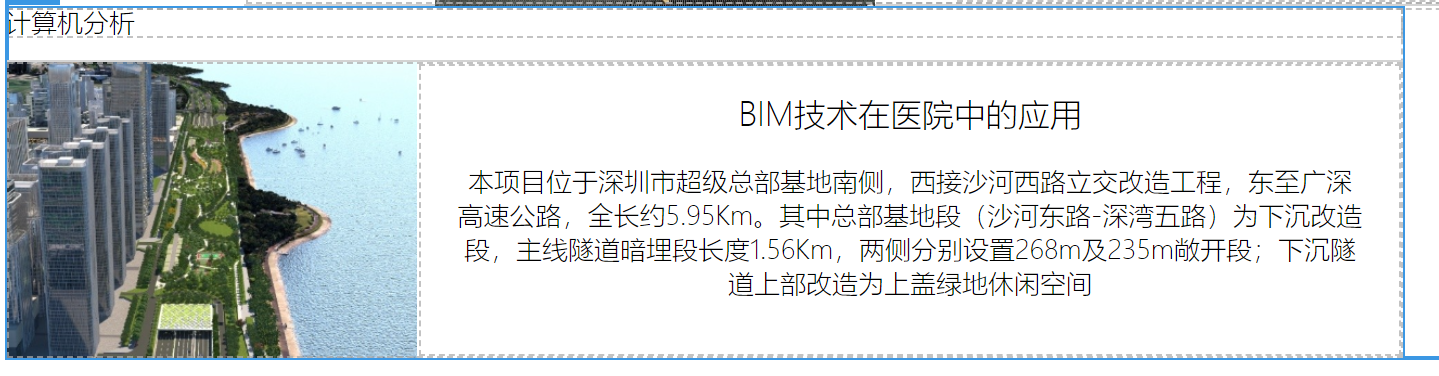 计算机分析
BIM技术在医院中的应用
本项目位于深圳市超级总部基地南侧，西接沙河西路立交改造工程，东至广深
高速公路，全长约5.95Km。其中总部基地段（沙河东路-深湾五路）为下沉改造
段，主线隧道暗埋段长度1.56Km，两侧分别设置268m及235m敞开段；下沉隧
道上部改造为上盖绿地休闲空间